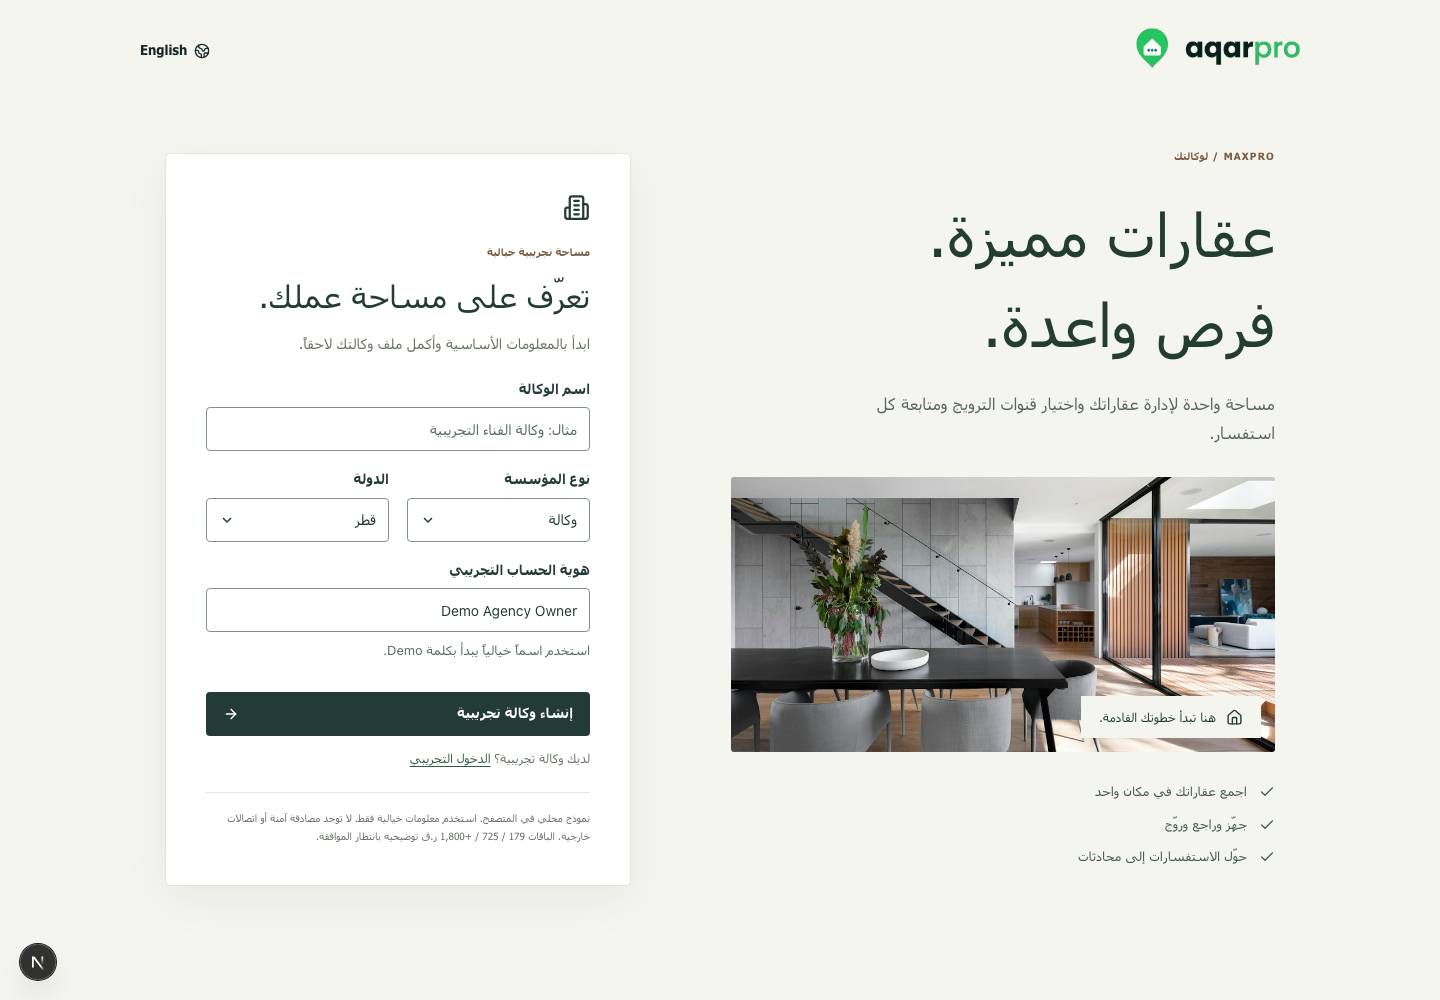 aqarpro
English
MAXPRO / لوكالتك
عقارات مميزة.
فرص واعدة.
مساحة واحدة لإدارة عقاراتك واختيار قنوات الترويج ومتابعة كل
استفسار.
هنا تبدأ خطوتك القادمة.
اجمع عقاراتك في مكان واحد
جهّز وراجع وروّج
حوّل الاستفسارات إلى محادثات
مساحة تجريبية خيالية
تعرّف على مساحة عملك.
ابدأ بالمعلومات الأساسية وأكمل ملف وكالتك لاحقاً.
اسم الوكالة
مثال: وكالة الفناء التجريبية
نوع المؤسسة
الدولة
وكالة
قطر
هوية الحساب التجريبي
Demo Agency Owner
استخدم اسماً خيالياً يبدأ بكلمة Demo.
إنشاء وكالة تجريبية
لديك وكالة تجريبية؟ الدخول التجريبي
نموذج محلي في المتصفح. استخدم معلومات خيالية فقط. لا توجد مصادقة آمنة أو اتصالات
خارجية. الباقات 179 / 725 / +1,800 ر.ق توضيحية بانتظار الموافقة.
N